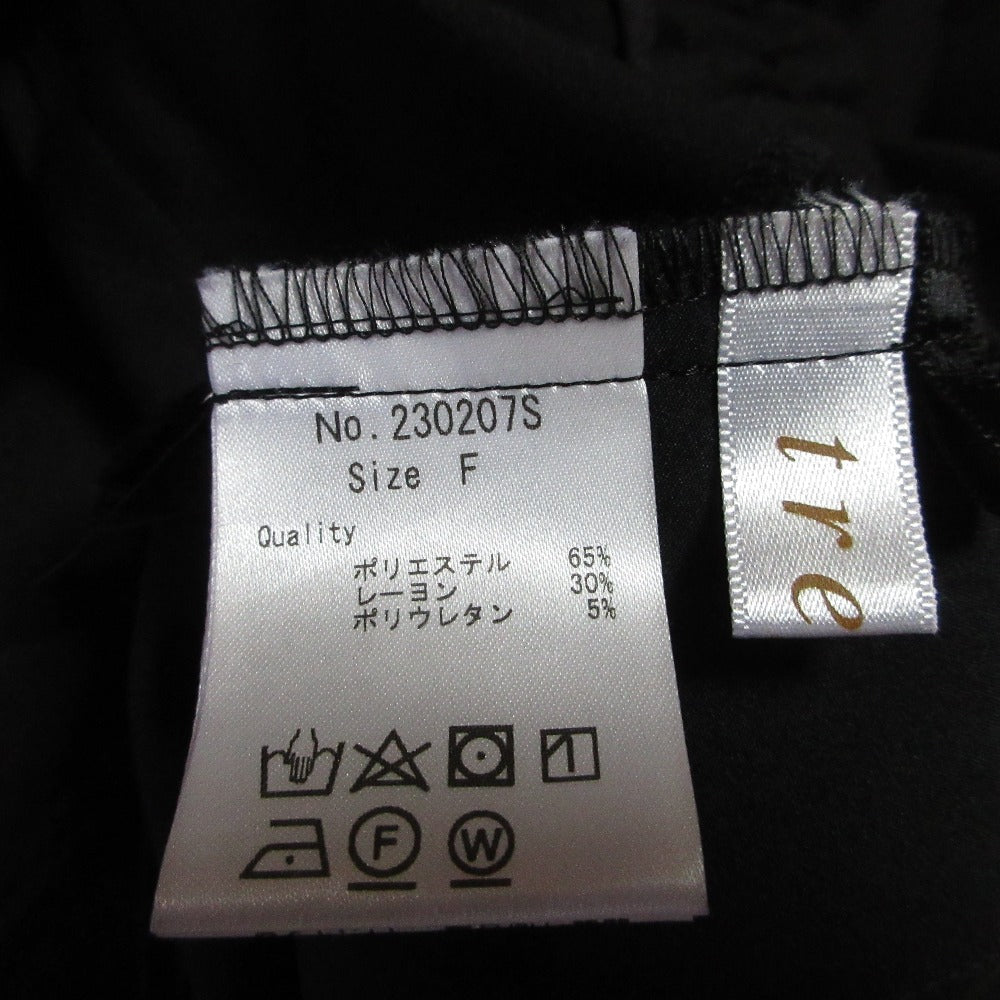 No.230207S
Size F
Quality
ポリエステル 65%
レーヨン 30%
ポリウレタン 5%
F W
tre